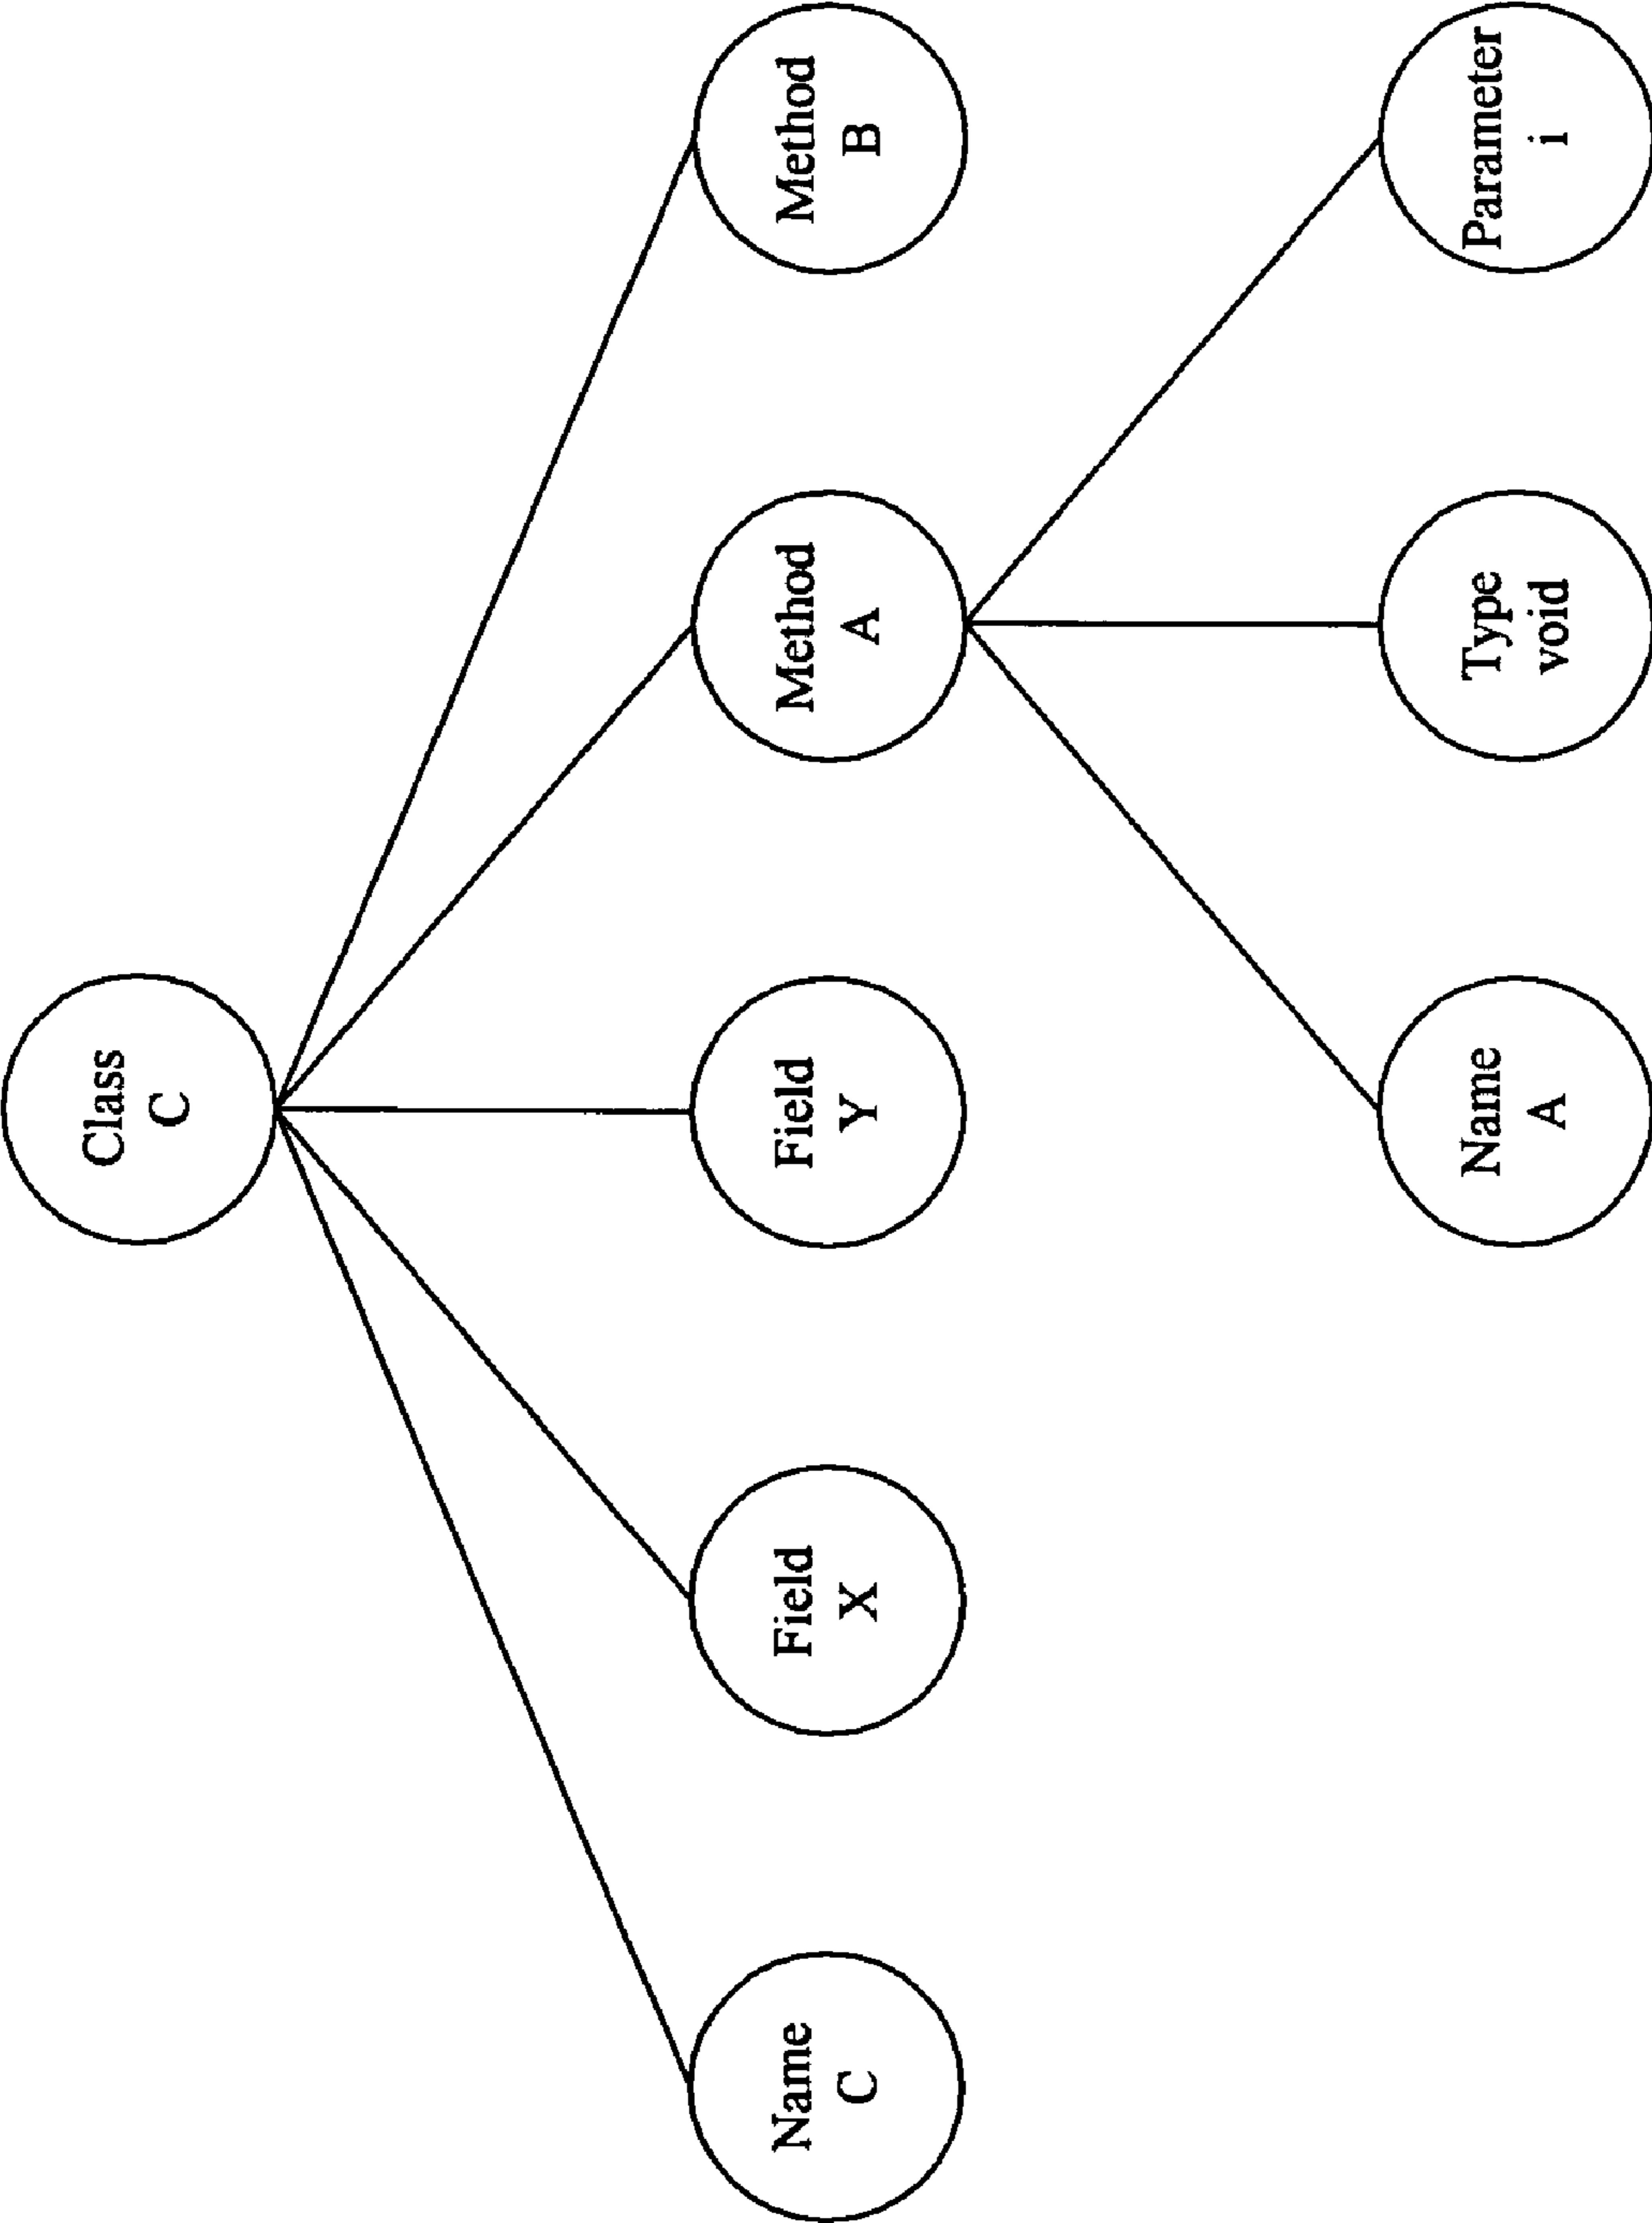 Class
C
Name
C
Field
X
Field
Y
Method
A
Method
B
Name
A
Type
void
Parameter
i